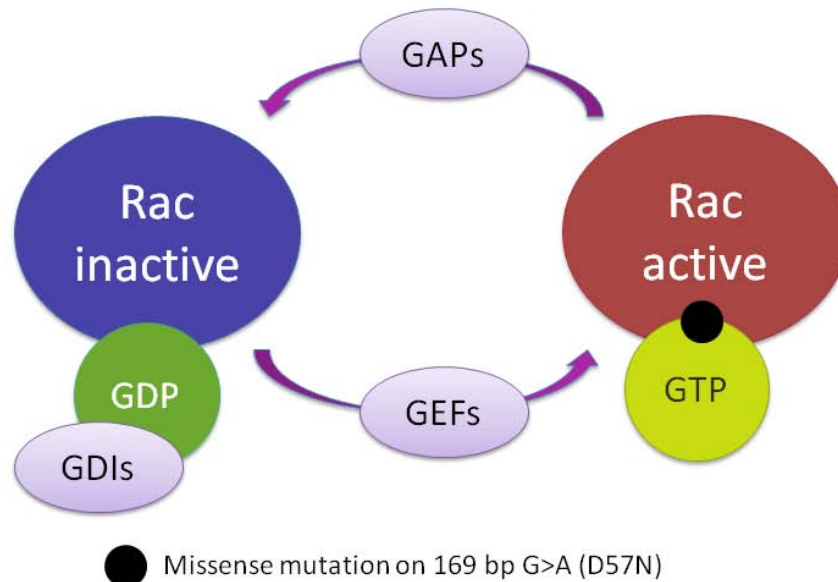 GAPs
Rac
inactive
Rac
active
GDP
GTP
GEFs
GDIs
Missense mutation on 169 bp G>A (D57N)